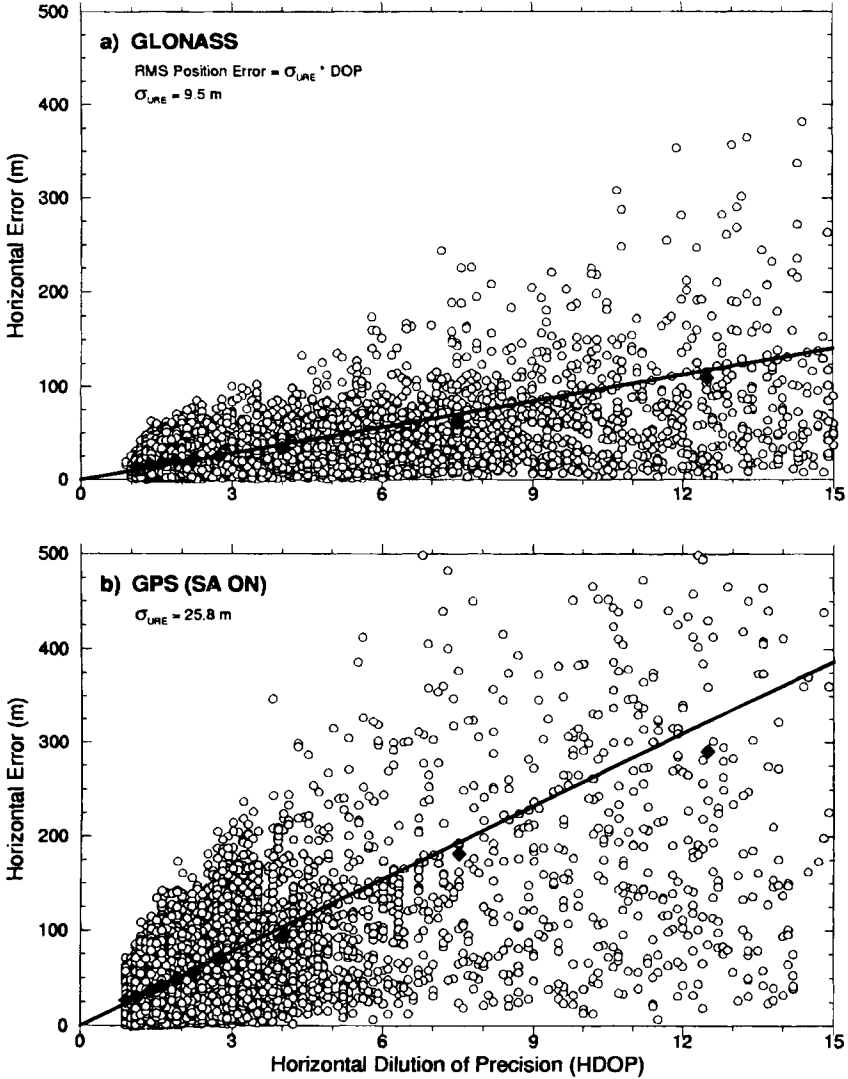 a) GLONASS
RMS Position Error = σURE * DOP
σURE = 9.5 m
Horizontal Error (m)
500
400
300
200
100
0
0 3 6 9 12 15
b) GPS (SA ON)
σURE = 25.8 m
Horizontal Error (m)
500
400
300
200
100
0
0 3 6 9 12 15
Horizontal Dilution of Precision (HDOP)